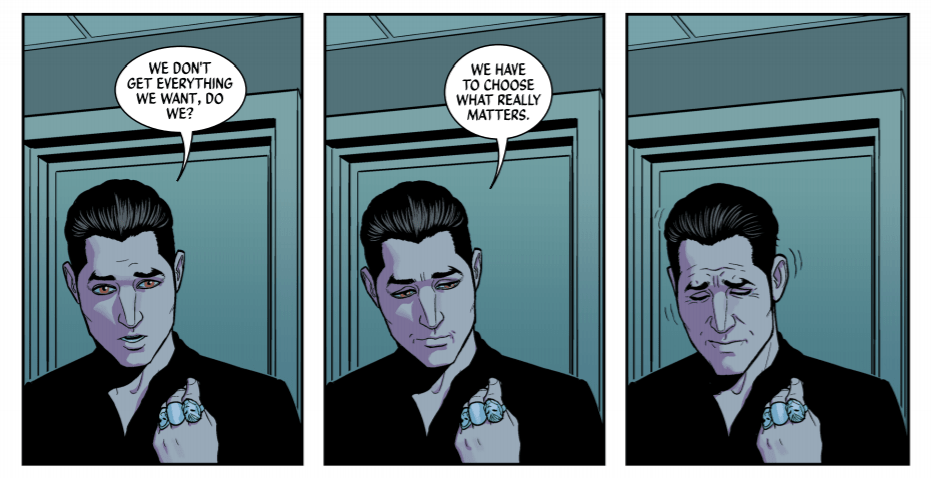 WE DON'T
GET EVERYTHING
WE WANT, DO
WE?
WE HAVE
TO CHOOSE
WHAT REALLY
MATTERS.